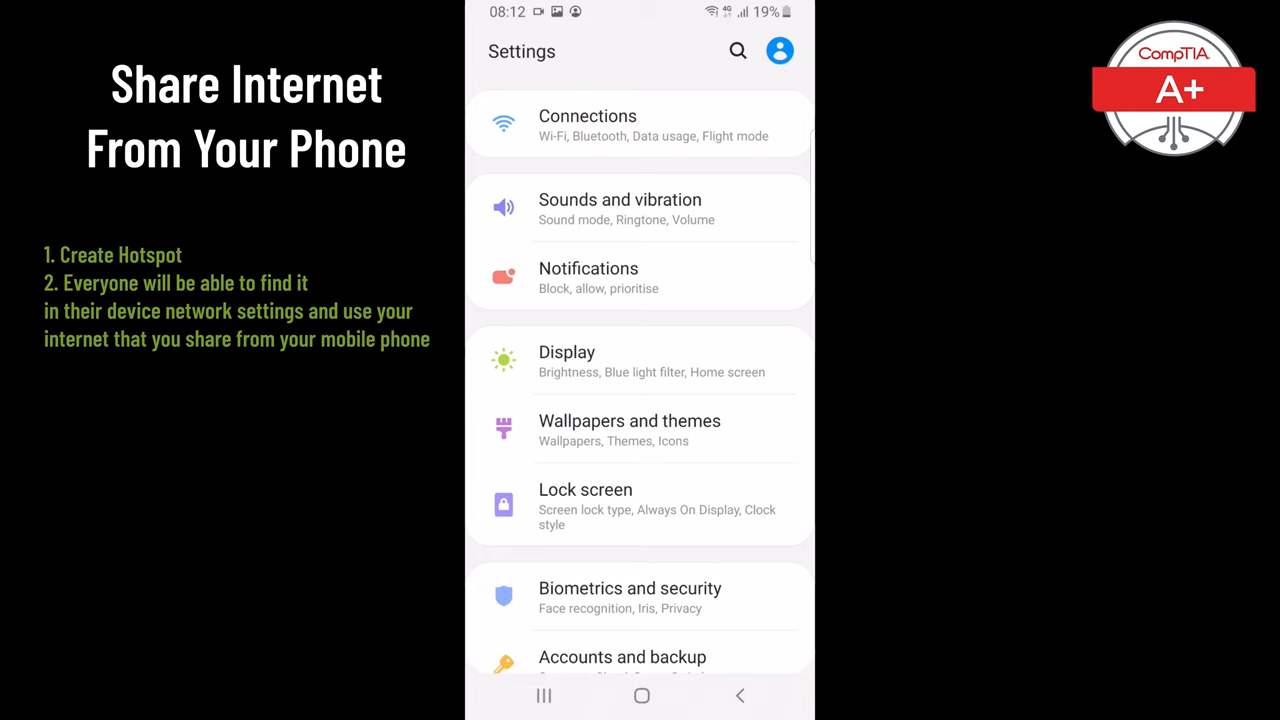 Share Internet
From Your Phone
1. Create Hotspot
2. Everyone will be able to find it
in their device network settings and use your
internet that you share from your mobile phone
08:12
4G
19%
Settings
Connections
Wi-Fi, Bluetooth, Data usage, Flight mode
Sounds and vibration
Sound mode, Ringtone, Volume
Notifications
Block, allow, prioritise
Display
Brightness, Blue light filter, Home screen
Wallpapers and themes
Wallpapers, Themes, Icons
Lock screen
Screen lock type, Always On Display, Clock
style
Biometrics and security
Face recognition, Iris, Privacy
Accounts and backup
CompTIA.
A+